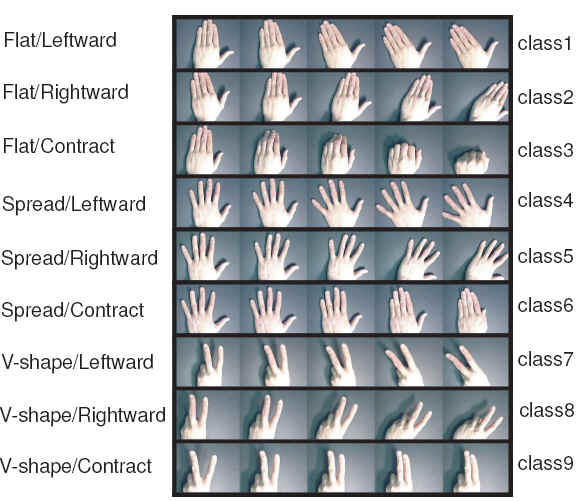 Flat/Leftward class1
Flat/Rightward class2
Flat/Contract class3
Spread/Leftward class4
Spread/Rightward class5
Spread/Contract class6
V-shape/Leftward class7
V-shape/Rightward class8
V-shape/Contract class9